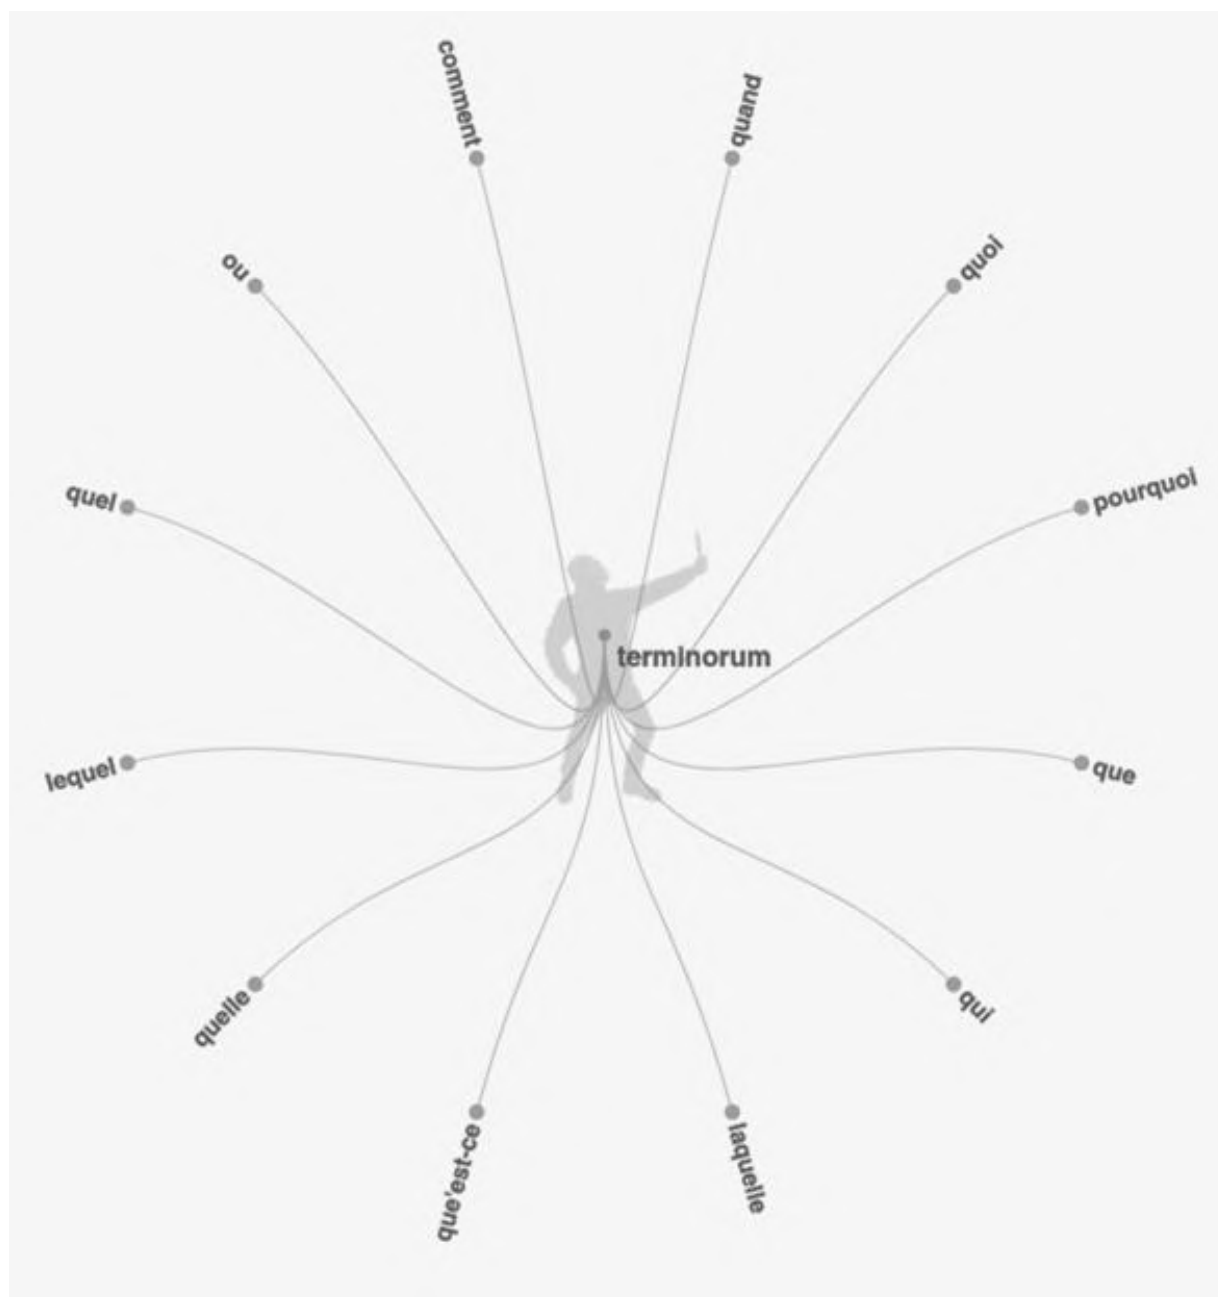 comment
quand
ou
quoi
quel
pourquoi
terminorum
lequel
que
quelle
qui
que'est-ce
laquelle